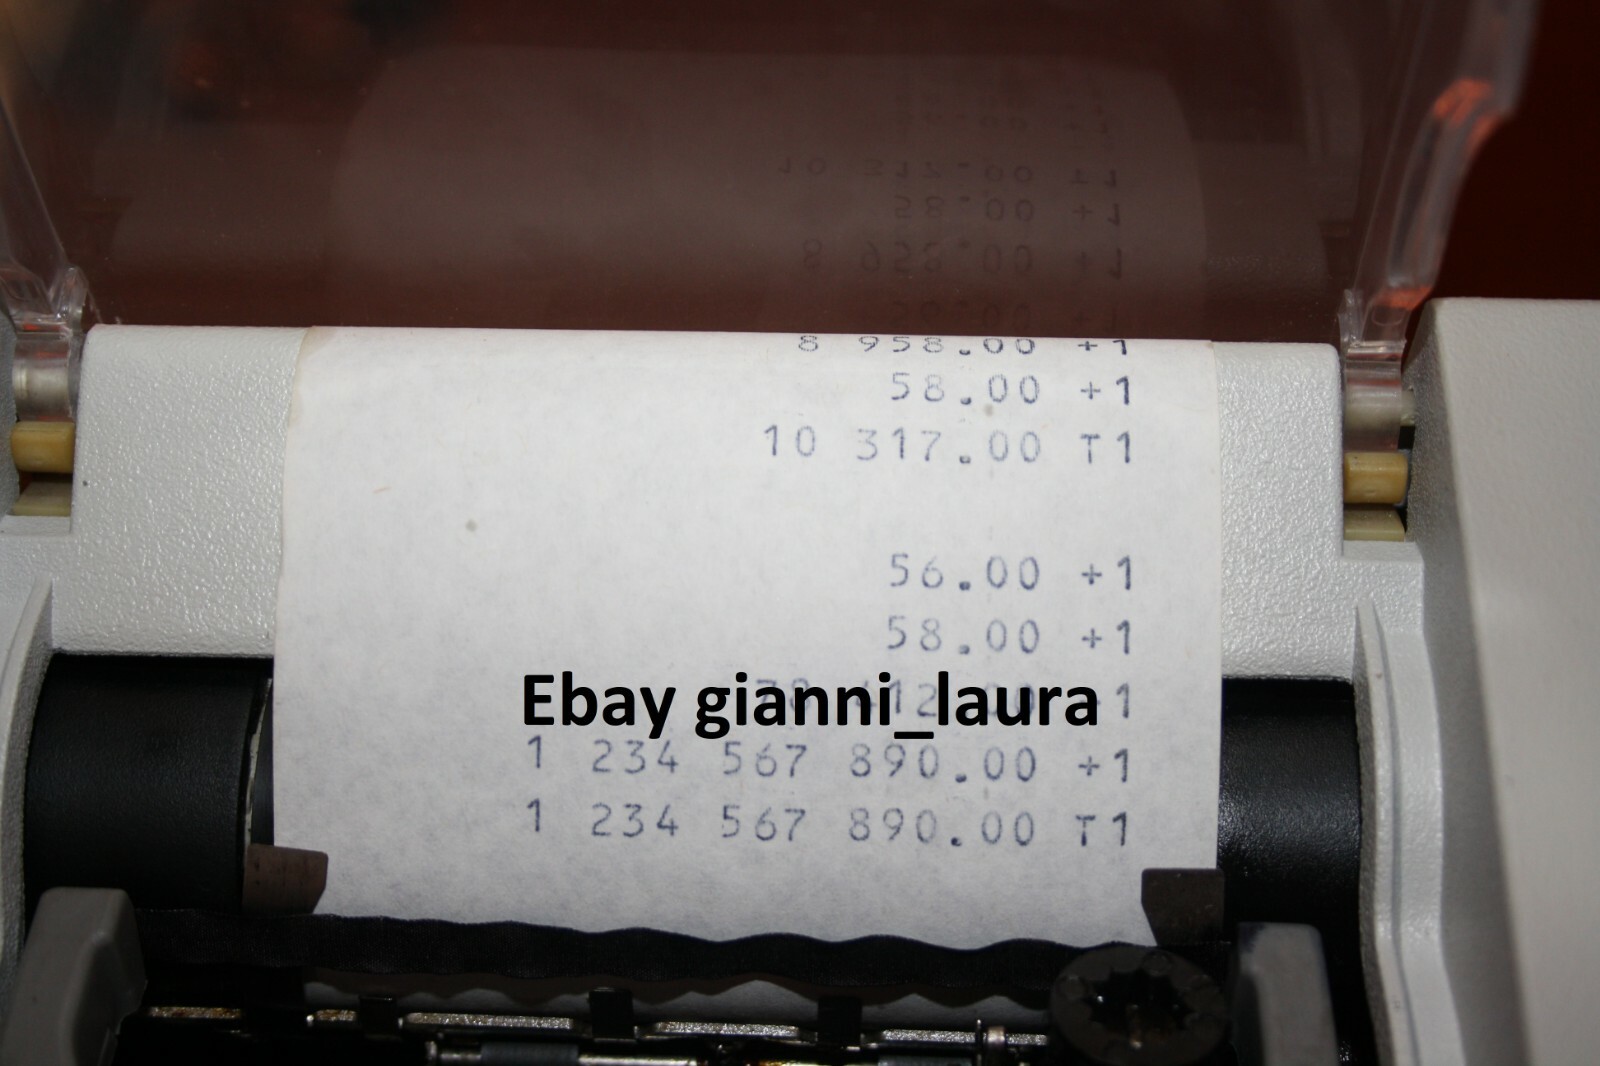 8 958.00 +1
58.00 +1
10 317.00 T1
56.00 +1
58.00 +1
Ebay gianni_laura
1 234 567 890.00 +1
1 234 567 890.00 T1